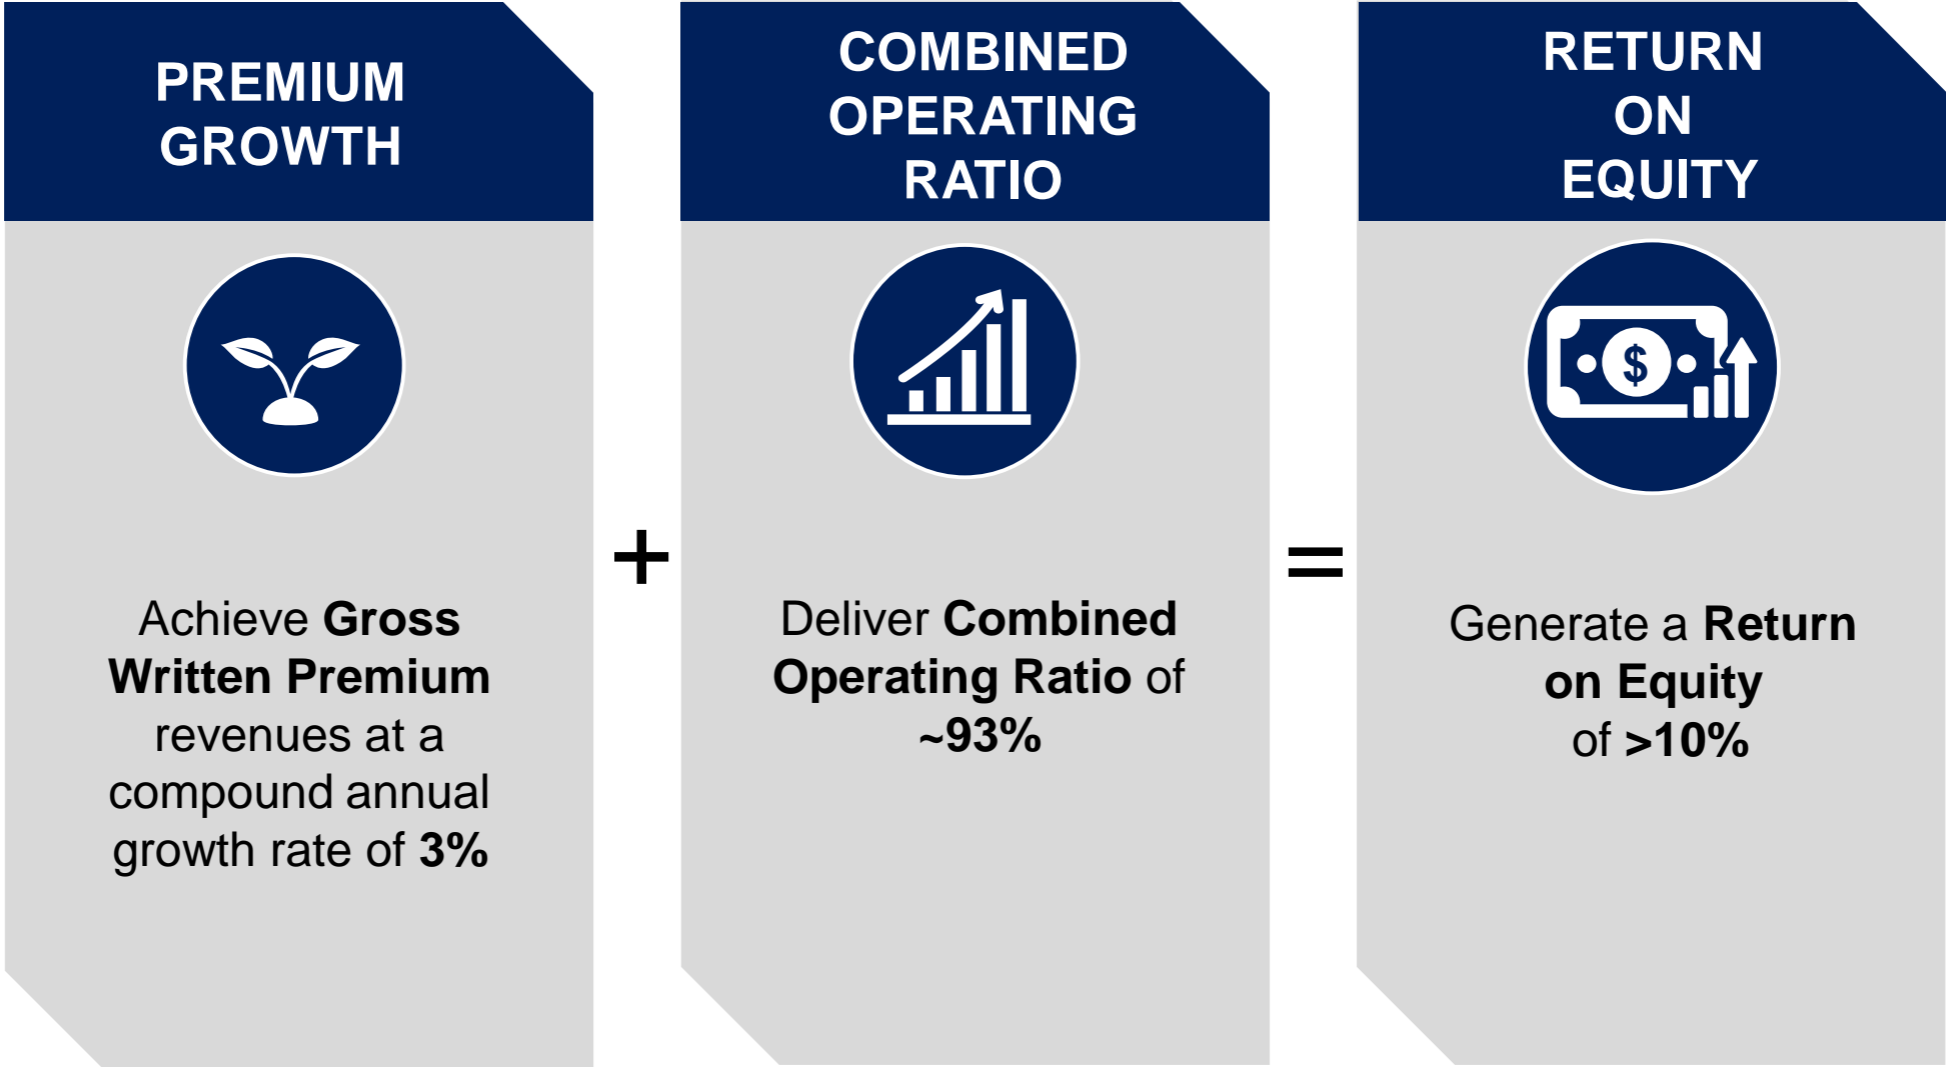 PREMIUM
GROWTH
Achieve Gross
Written Premium
revenues at a
compound annual
growth rate of 3%
+
COMBINED
OPERATING
RATIO
$
Deliver Combined
Operating Ratio of
~93%
=
RETURN
ON
EQUITY
Generate a Return
on Equity
of >10%